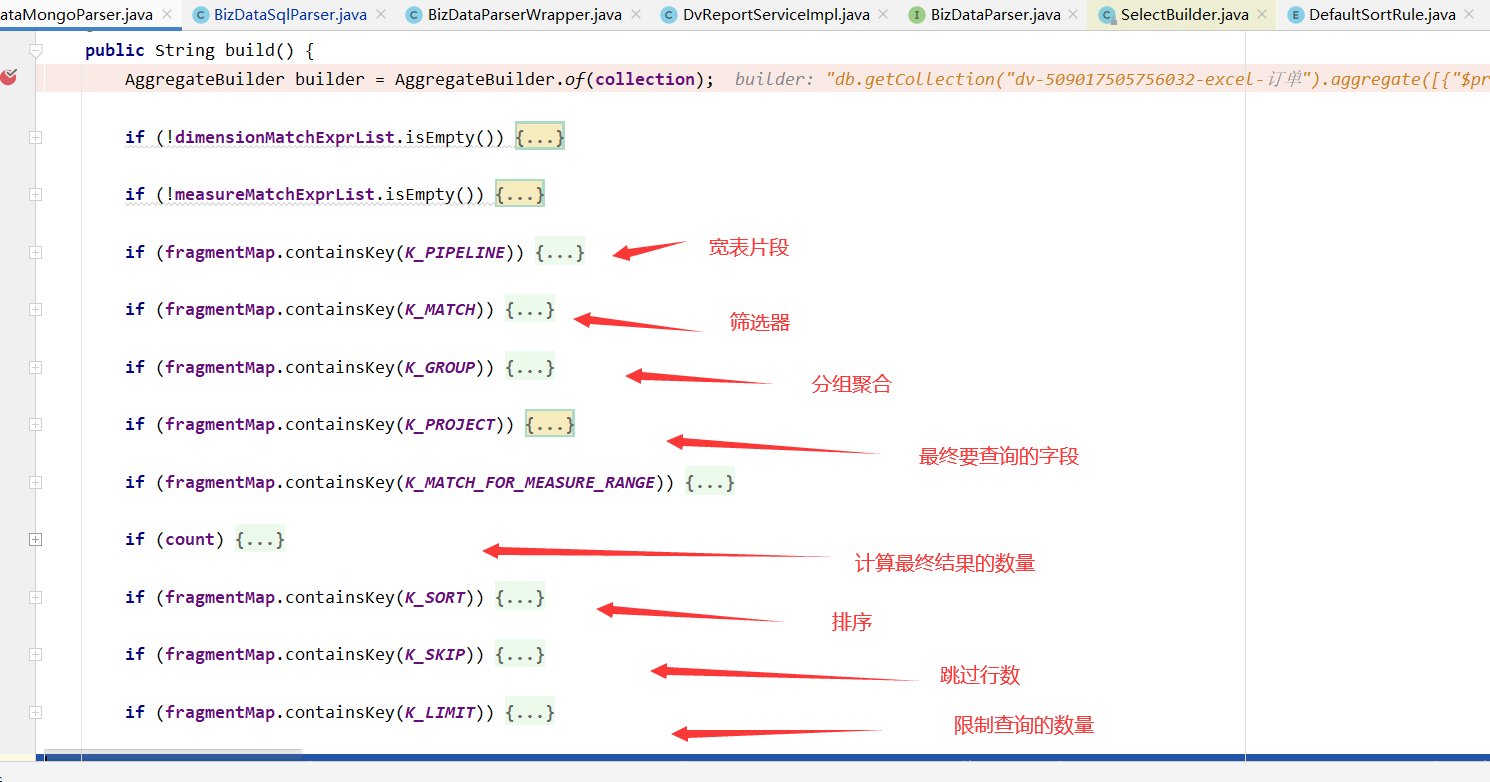 ataMongoParser.java BizDataSqlParser.java BizDataParserWrapper.java DvReportServiceImpl.java BizDataParser.java SelectBuilder.java DefaultSortRule.java
public String build() {
AggregateBuilder builder = AggregateBuilder.of(collection); builder: "db.getCollection("dv-509017505756032-excel-订单").aggregate([{"$pr
if (!dimensionMatchExprList.isEmpty()) {...}
if (!measureMatchExprList.isEmpty()) {...}
if (fragmentMap.containsKey(K_PIPELINE)) {...} 宽表片段
if (fragmentMap.containsKey(K_MATCH)) {...} 筛选器
if (fragmentMap.containsKey(K_GROUP)) {...} 分组聚合
if (fragmentMap.containsKey(K_PROJECT)) {...} 最终要查询的字段
if (fragmentMap.containsKey(K_MATCH_FOR_MEASURE_RANGE)) {...}
if (count) {...} 计算最终结果的数量
if (fragmentMap.containsKey(K_SORT)) {...} 排序
if (fragmentMap.containsKey(K_SKIP)) {...} 跳过行数
if (fragmentMap.containsKey(K_LIMIT)) {...} 限制查询的数量